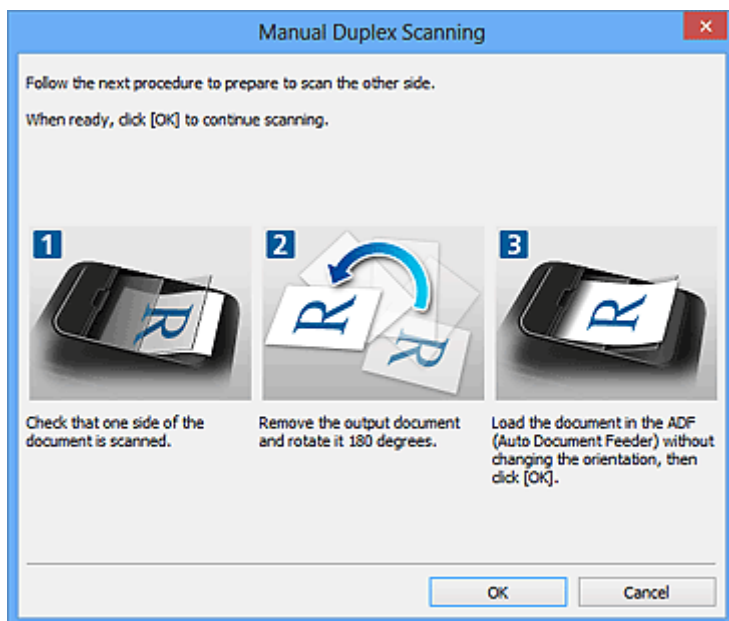 Manual Duplex Scanning
Follow the next procedure to prepare to scan the other side.
When ready, click [OK] to continue scanning.
1
R
2
R
R
3
R
Check that one side of the
document is scanned.
Remove the output document
and rotate it 180 degrees.
Load the document in the ADF
(Auto Document Feeder) without
changing the orientation, then
click [OK].
OK
Cancel